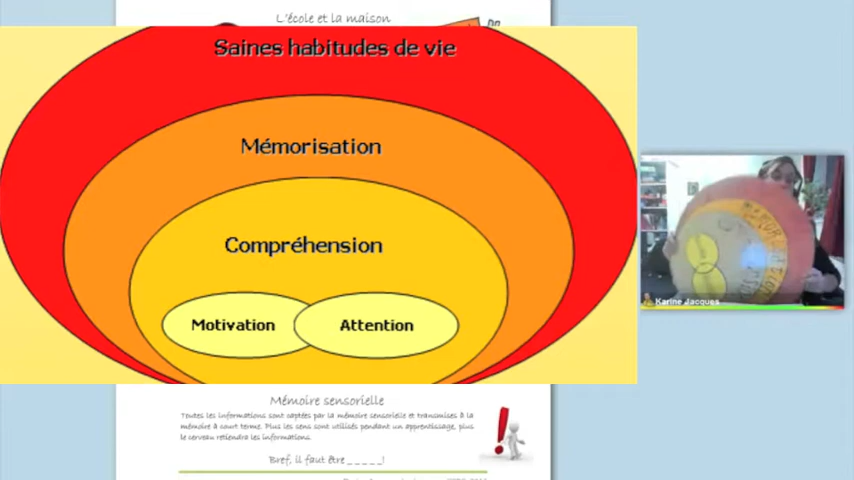 L'école et la maison
Saines habitudes de vie
Mémorisation
Compréhension
Motivation
Attention
Karine Jacques
Mémoire sensorielle
Toutes les informations sont captées par la mémoire sensorielle et transmises à la
mémoire à court terme. Plus les sens sont utilisés pendant un apprentissage, plus
le cerveau retiendra les informations.
Bref, il faut être _____!